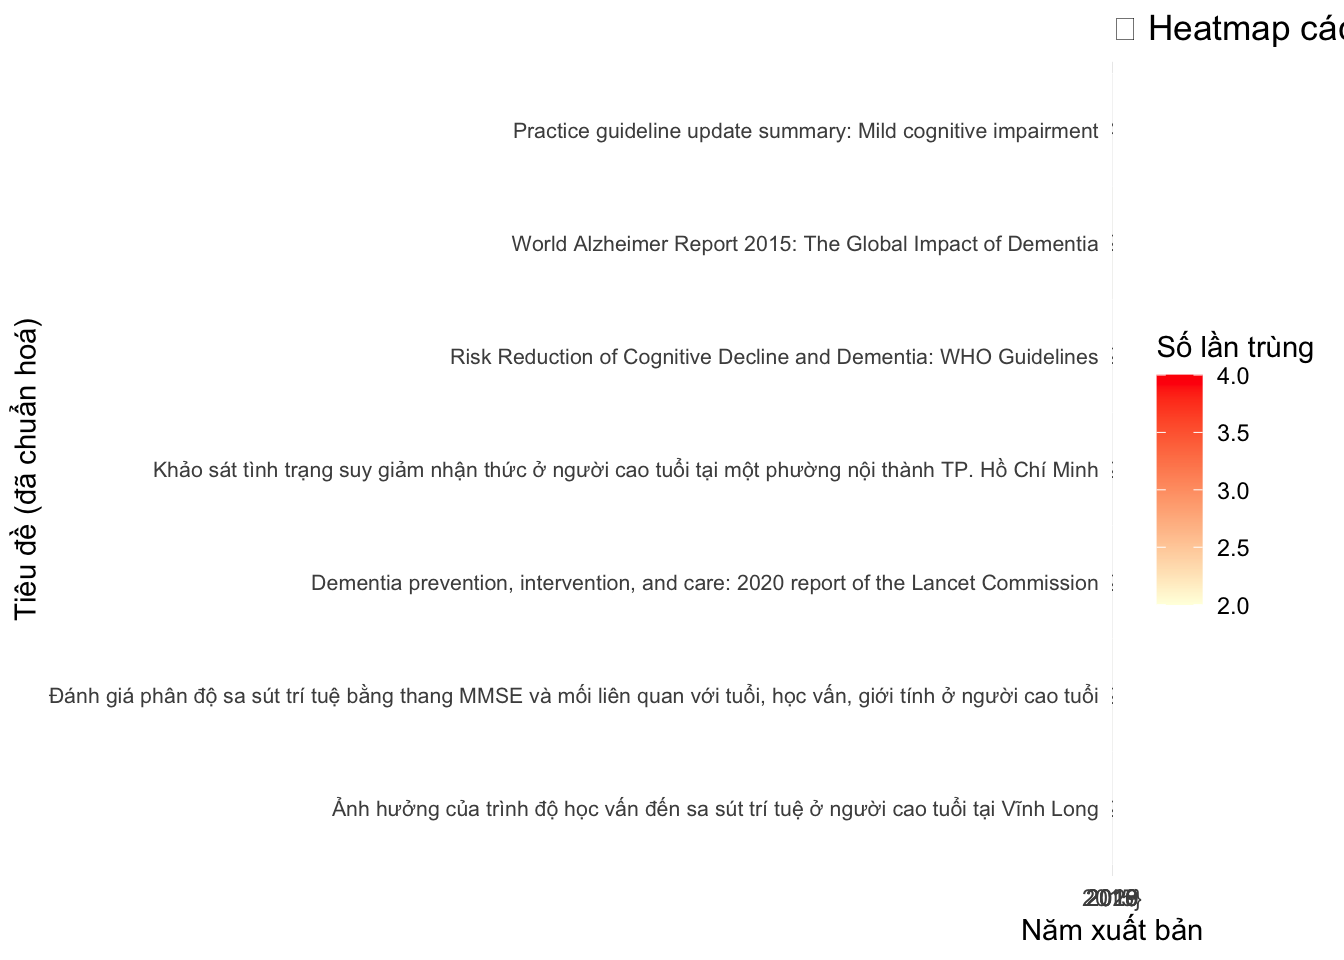 Heatmap các
Practice guideline update summary: Mild cognitive impairment
World Alzheimer Report 2015: The Global Impact of Dementia
Risk Reduction of Cognitive Decline and Dementia: WHO Guidelines
Khảo sát tình trạng suy giảm nhận thức ở người cao tuổi tại một phường nội thành TP. Hồ Chí Minh
Dementia prevention, intervention, and care: 2020 report of the Lancet Commission
Đánh giá phân độ sa sút trí tuệ bằng thang MMSE và mối liên quan với tuổi, học vấn, giới tính ở người cao tuổi
Ảnh hưởng của trình độ học vấn đến sa sút trí tuệ ở người cao tuổi tại Vĩnh Long
Tiêu đề (đã chuẩn hoá)
Năm xuất bản
Số lần trùng
4.0
3.5
3.0
2.5
2.0